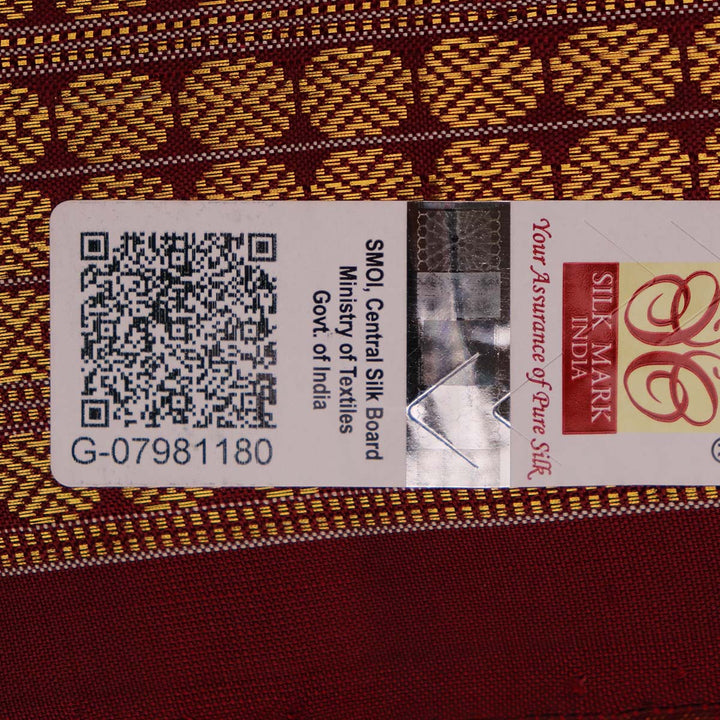 G-07981180
SMOI, Central Silk Board
Ministry of Textiles
Govt. of India
Your Assurance of Pure Silk
SILK MARK
INDIA
®